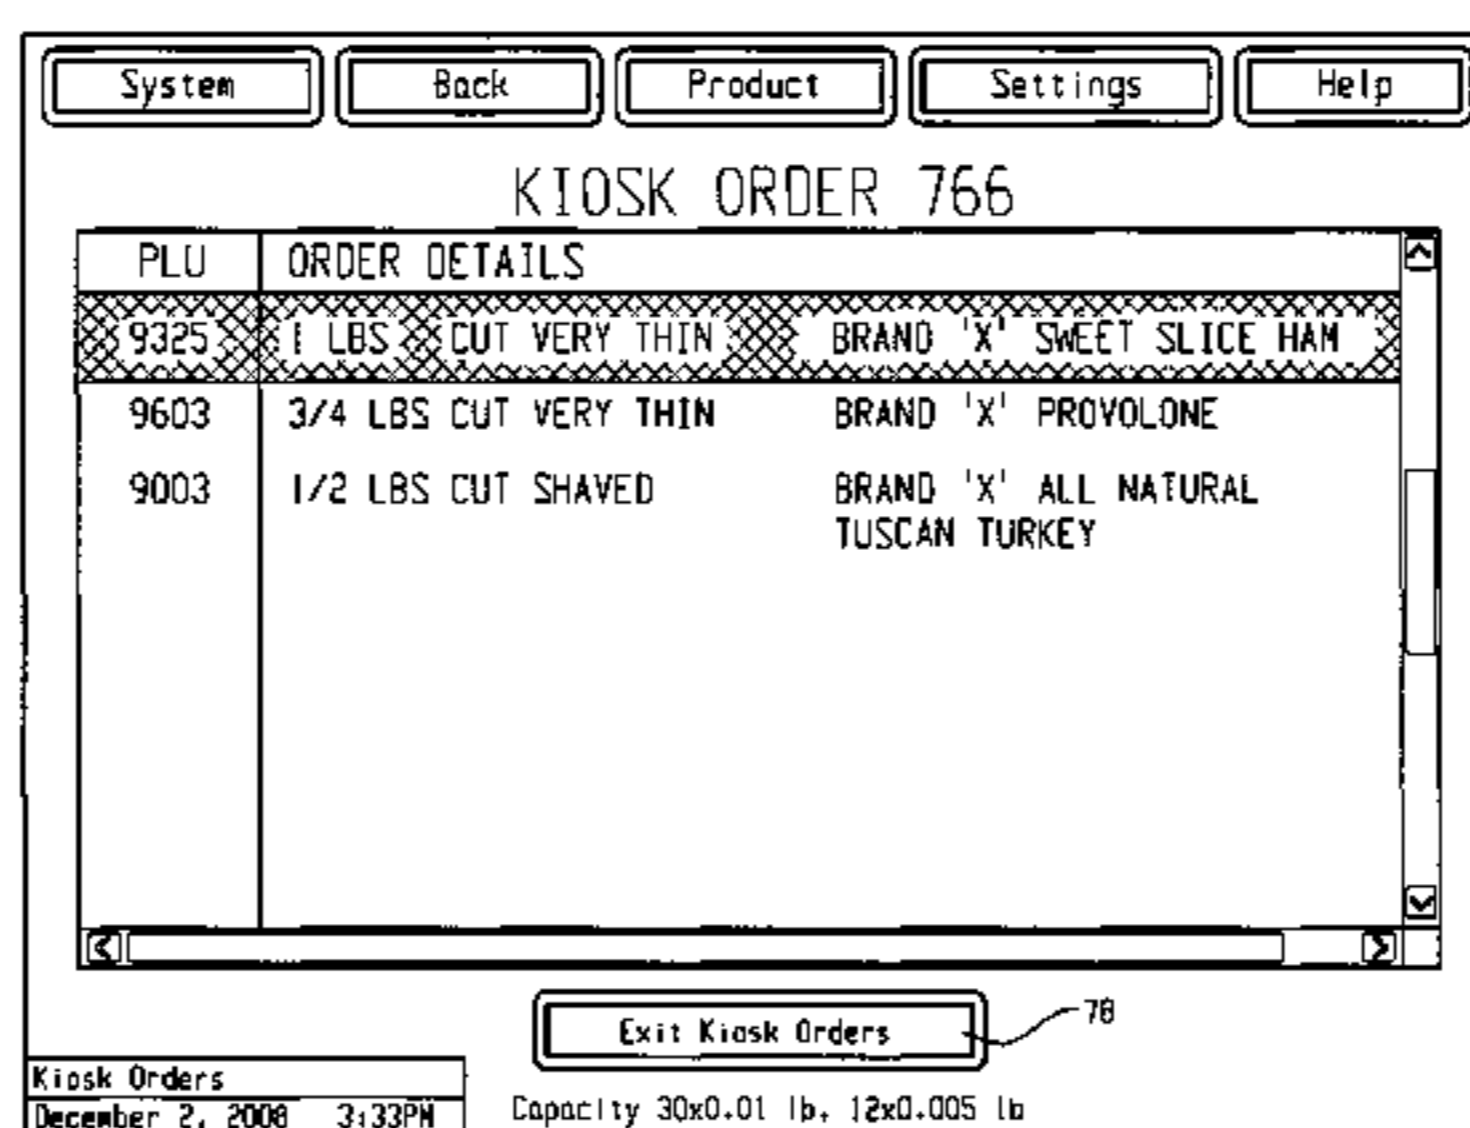 System Back Product Settings Help
KIOSK ORDER 766
PLU ORDER DETAILS
9325 1 LBS CUT VERY THIN BRAND 'X' SWEET SLICE HAM
9603 3/4 LBS CUT VERY THIN BRAND 'X' PROVOLONE
9003 1/2 LBS CUT SHAVED BRAND 'X' ALL NATURAL
TUSCAN TURKEY
Exit Kiosk Orders
78
Kiosk Orders
December 2, 2008 3:33PM
Capacity 30x0.01 lb, 12x0.005 lb